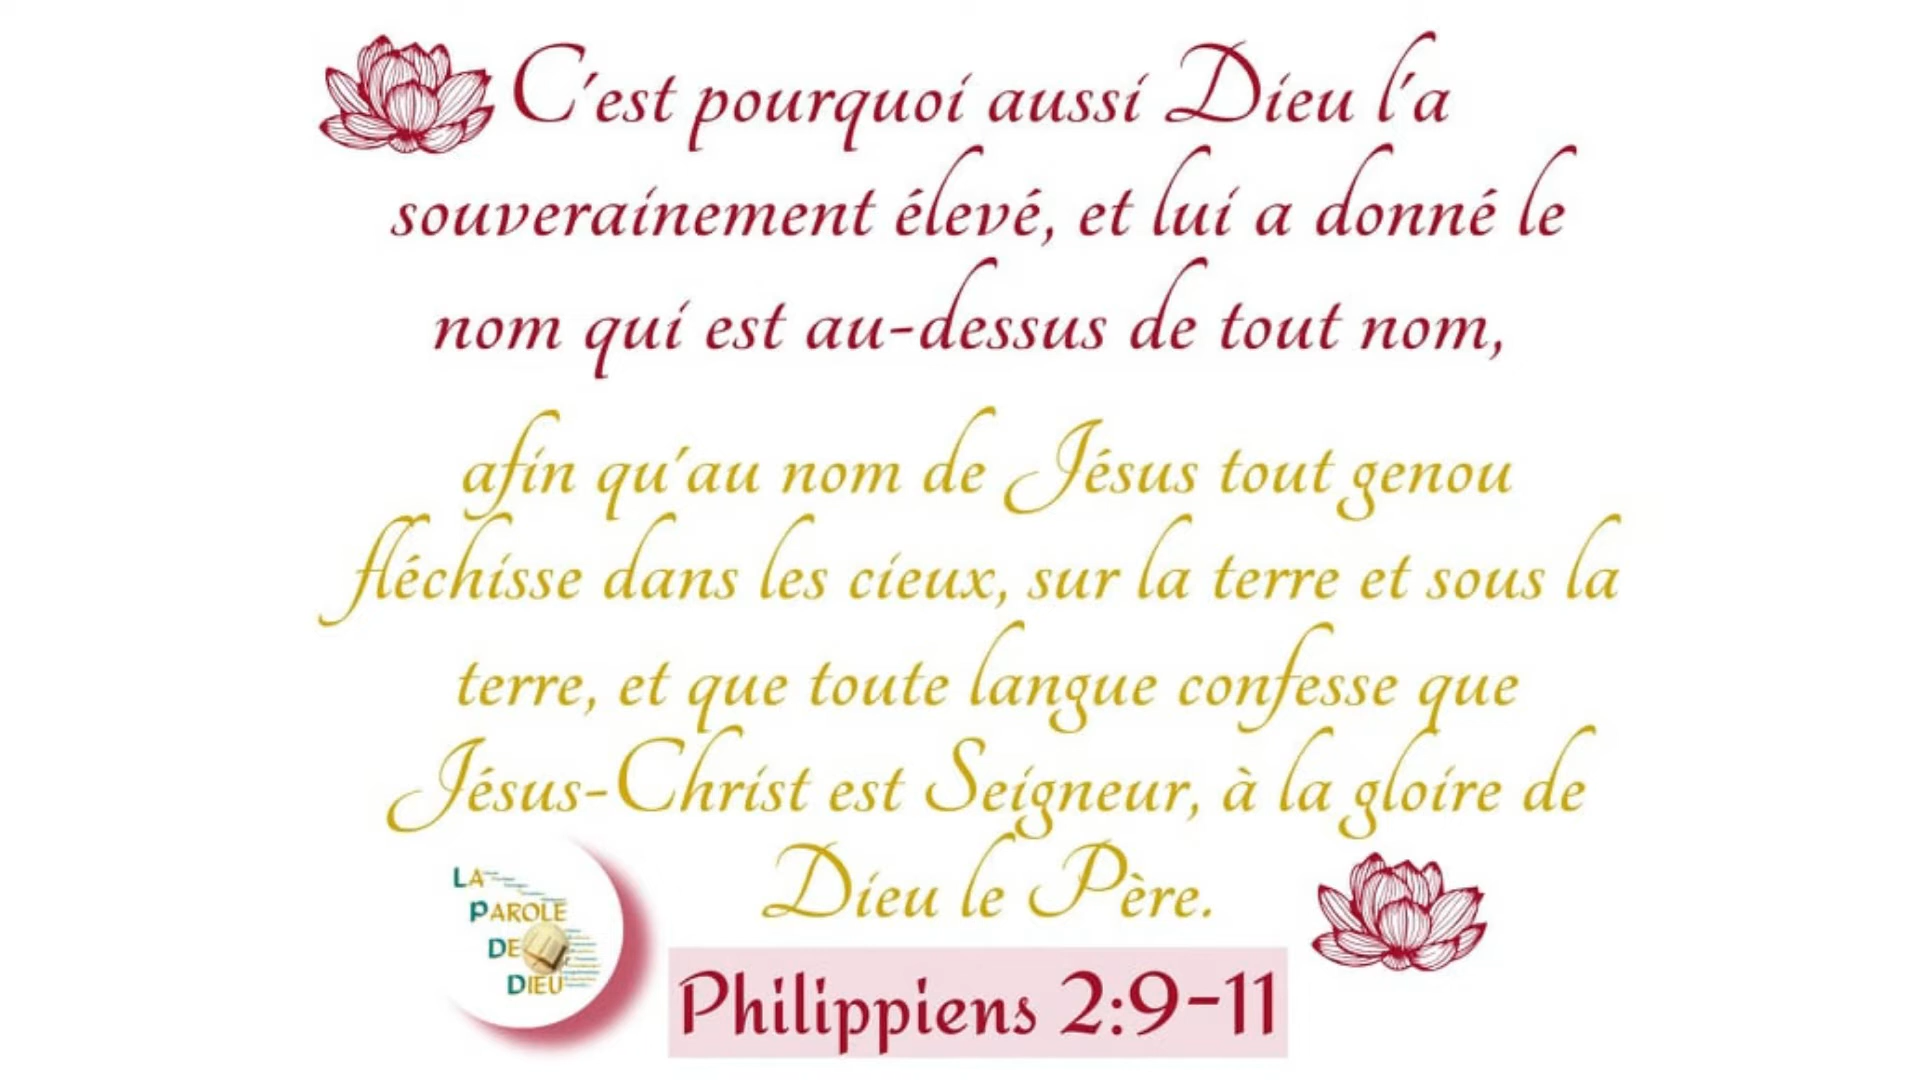 C'est pourquoi aussi Dieu l'a
souverainement élevé, et lui a donné le
nom qui est au-dessus de tout nom,
afin qu'au nom de Jésus tout genou
fléchisse dans les cieux, sur la terre et sous la
terre, et que toute langue confesse que
Jésus-Christ est Seigneur, à la gloire de
Dieu le Père.
LA
PAROLE
DE
DIEU
Philippiens 2:9-11